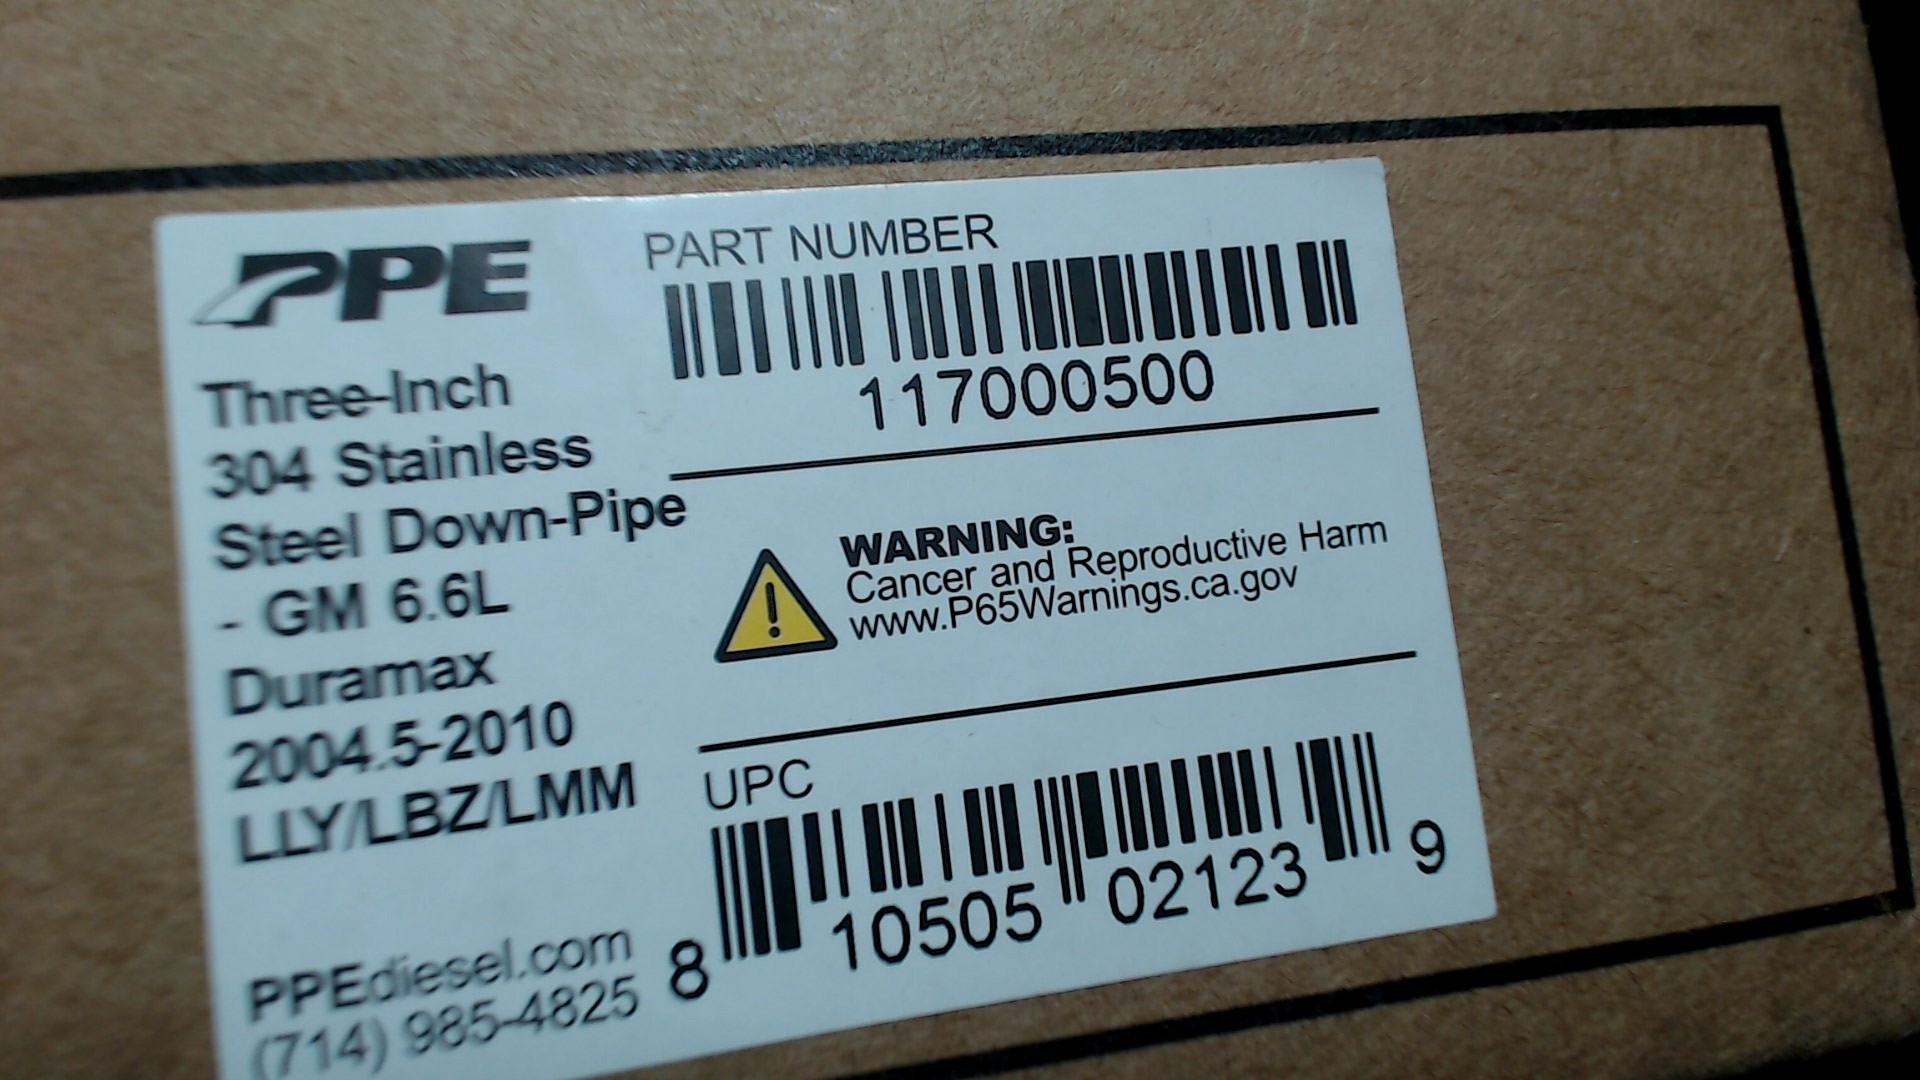 PPE
Three-Inch
304 Stainless
Steel Down-Pipe
- GM 6.6L
Duramax
2004.5-2010
LLY/LBZ/LMM
PPEdiesel.com
(714) 985-4825
PART NUMBER
117000500
WARNING:
Cancer and Reproductive Harm
www.P65Warnings.ca.gov
UPC
8 10505 02123 9